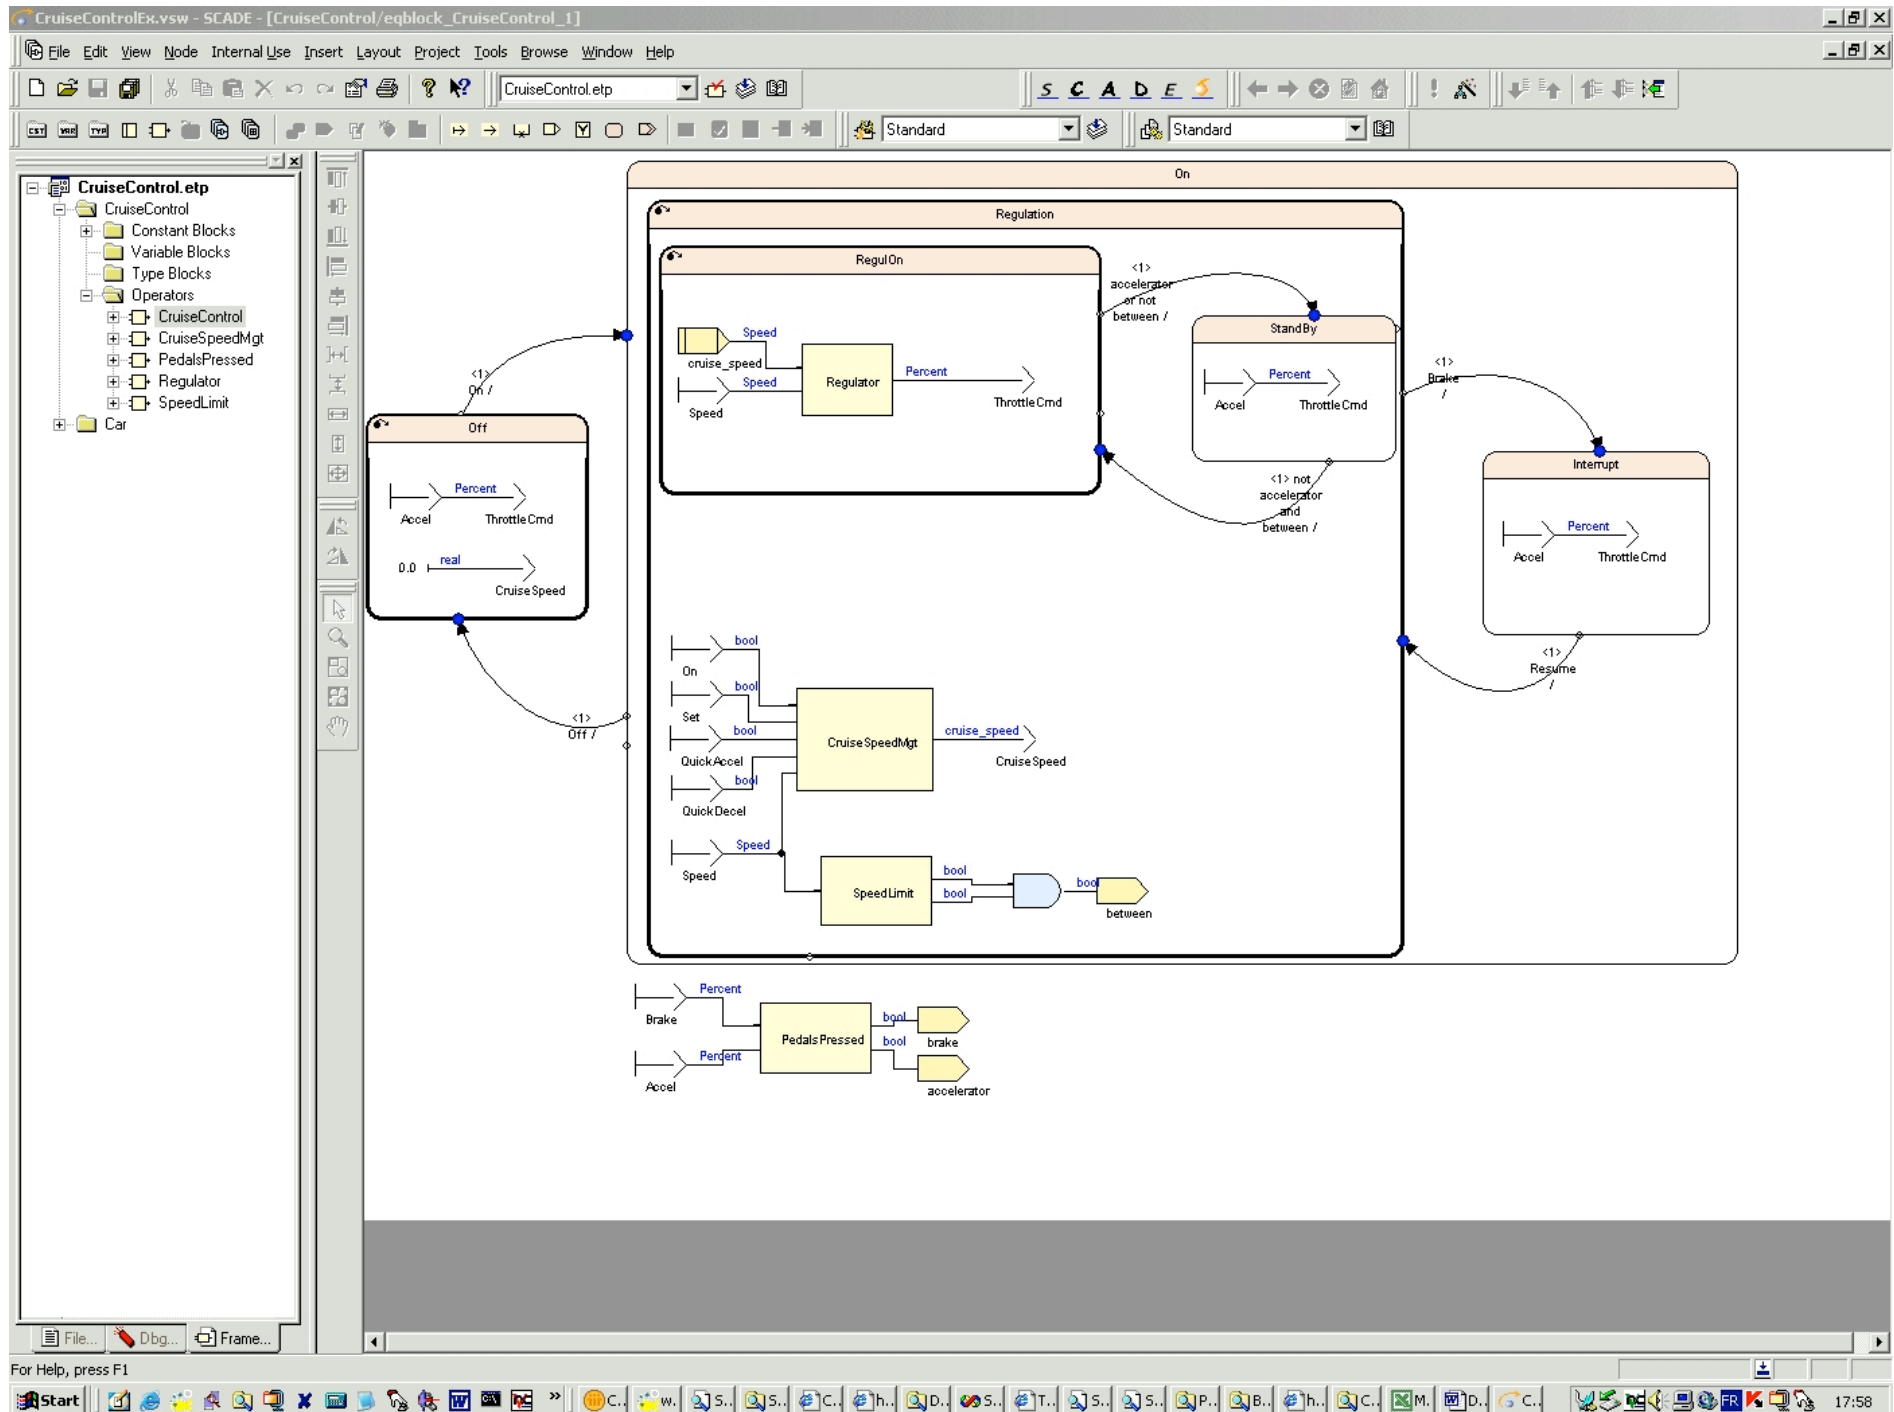 CruiseControlEx.vsw - SCADE - [CruiseControl/eqblock_CruiseControl_1]
File Edit View Node Internal Use Insert Layout Project Tools Browse Window Help
CruiseControl.etp
S C A D E
CST VAR TYP
Standard
Standard
CruiseControl.etp
CruiseControl
Constant Blocks
Variable Blocks
Type Blocks
Operators
CruiseControl
CruiseSpeedMgt
PedalsPressed
Regulator
SpeedLimit
Car
On
Regulation
RegulOn
Speed
cruise_speed
Speed
Speed
Regulator
Percent
ThrottleCmd
<1>
accelerator
or not
between /
StandBy
Percent
Accel
ThrottleCmd
<1> not
accelerator
and
between /
<1>
Brake
/
Interrupt
Percent
Accel
ThrottleCmd
<1>
Resume
/
<1>
On /
Off
Percent
Accel
ThrottleCmd
0.0
real
CruiseSpeed
<1>
Off /
bool
On
bool
Set
bool
QuickAccel
bool
QuickDecel
Speed
Speed
CruiseSpeedMgt
cruise_speed
CruiseSpeed
SpeedLimit
bool
bool
bool
between
Percent
Brake
Percent
Accel
PedalsPressed
bool
brake
bool
accelerator
File... Dbg... Frame...
For Help, press F1
Start
C.. w. S.. S.. C.. h.. D.. S.. T.. S.. S.. P.. B.. h.. C.. M. D.. C..
FR
17:58